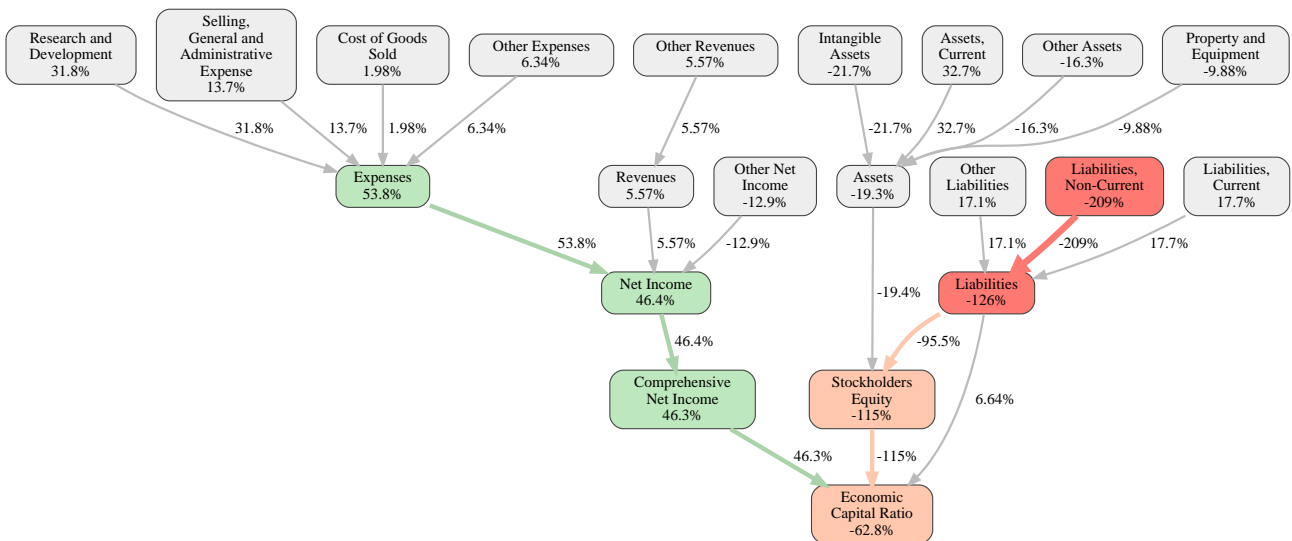 Research and
Development
31.8%
Selling,
General and
Administrative
Expense
13.7%
Cost of Goods
Sold
1.98%
Other Expenses
6.34%
Other Revenues
5.57%
Intangible
Assets
-21.7%
Assets,
Current
32.7%
Other Assets
-16.3%
Property and
Equipment
-9.88%
31.8%
13.7%
1.98%
6.34%
5.57%
-21.7%
32.7%
-16.3%
-9.88%
Expenses
53.8%
Revenues
5.57%
Other Net
Income
-12.9%
Assets
-19.3%
Other
Liabilities
17.1%
Liabilities,
Non-Current
-209%
Liabilities,
Current
17.7%
53.8%
5.57%
-12.9%
17.1%
-209%
17.7%
Net Income
46.4%
-19.4%
Liabilities
-126%
46.4%
-95.5%
Comprehensive
Net Income
46.3%
Stockholders
Equity
-115%
6.64%
46.3%
-115%
Economic
Capital Ratio
-62.8%